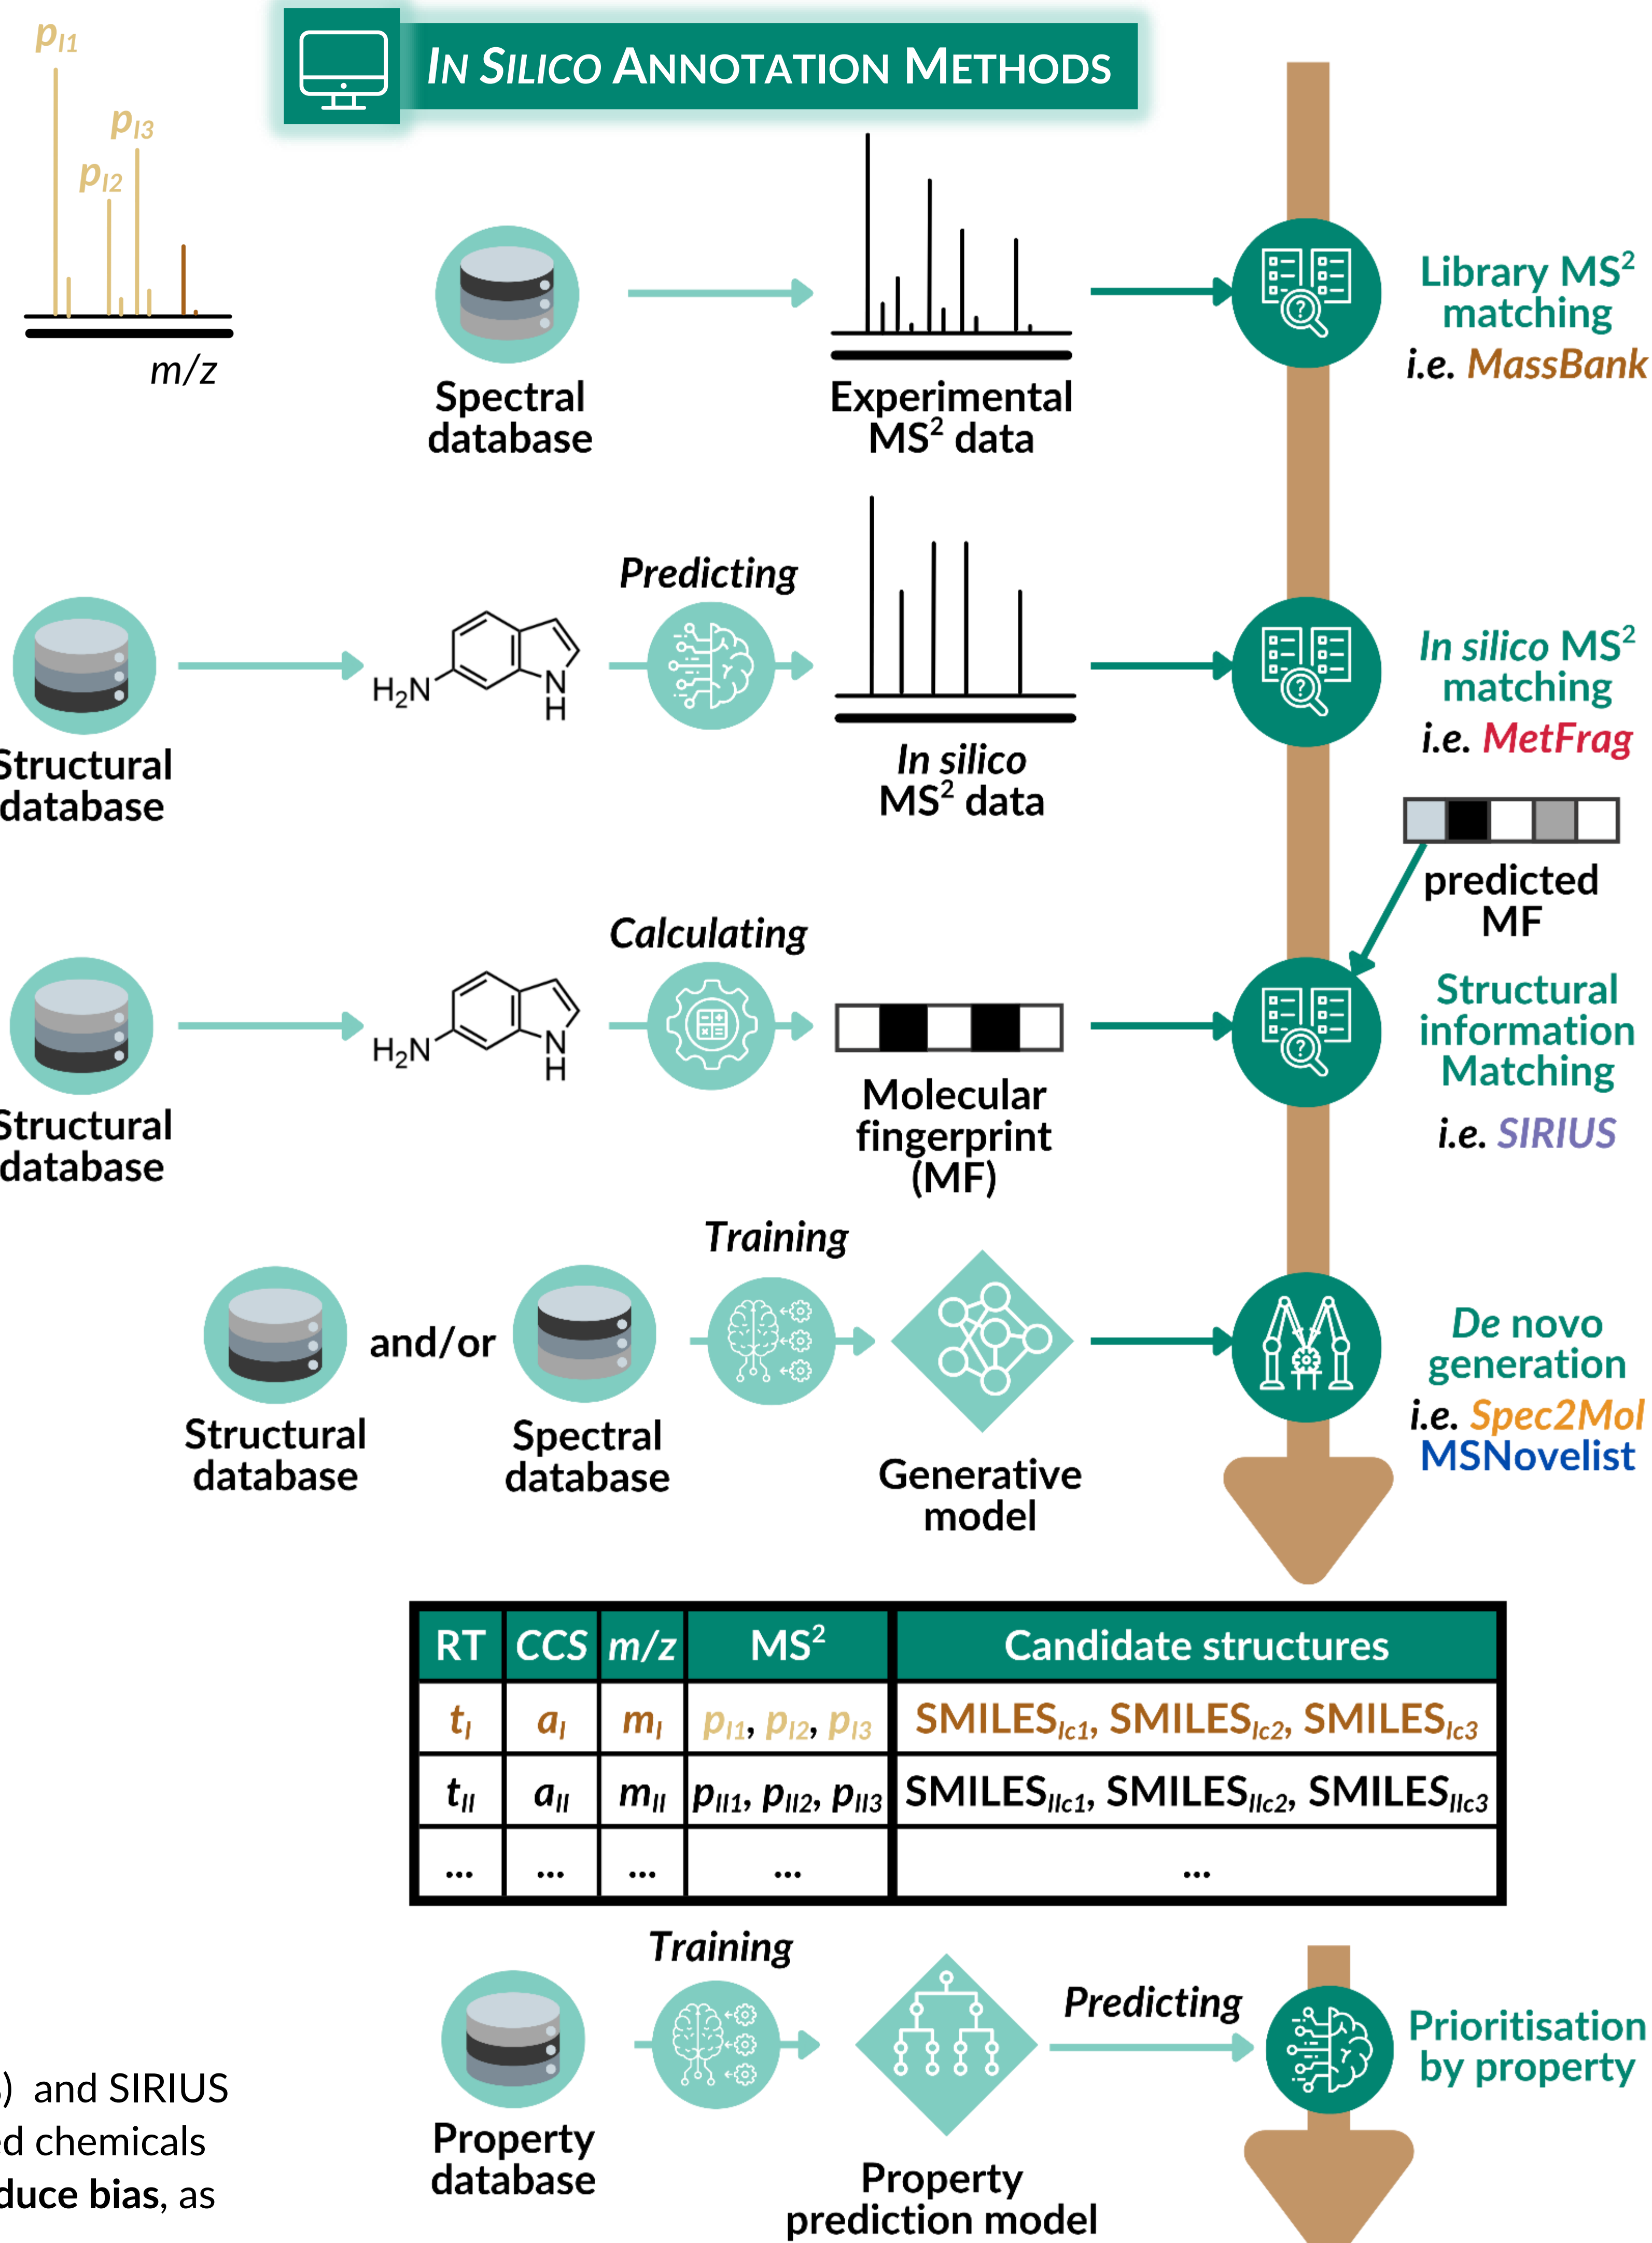 pI1
IN SILICO ANNOTATION METHODS
pI3
pI2
m/z
Spectral
database
Experimental
MS² data
Library MS²
matching
i.e. MassBank
Structural
database
H₂N
N
H
Predicting
In silico
MS² data
In silico MS²
matching
i.e. MetFrag
predicted
MF
Structural
database
H₂N
N
H
Calculating
Molecular
fingerprint
(MF)
Structural
information
Matching
i.e. SIRIUS
Structural
database
and/or
Spectral
database
Training
Generative
model
De novo
generation
i.e. Spec2Mol
MSNovelist
RT CCS m/z MS² Candidate structures
tI aI mI pI1, pI2, pI3 SMILESIc1, SMILESIc2, SMILESIc3
tII aII mII pII1, pII2, pII3 SMILESIIc1, SMILESIIc2, SMILESIIc3
... ... ... ... ...
Property
database
Training
Property
prediction model
Predicting
Prioritisation
by property
) and SIRIUS
chemicals
bias, as